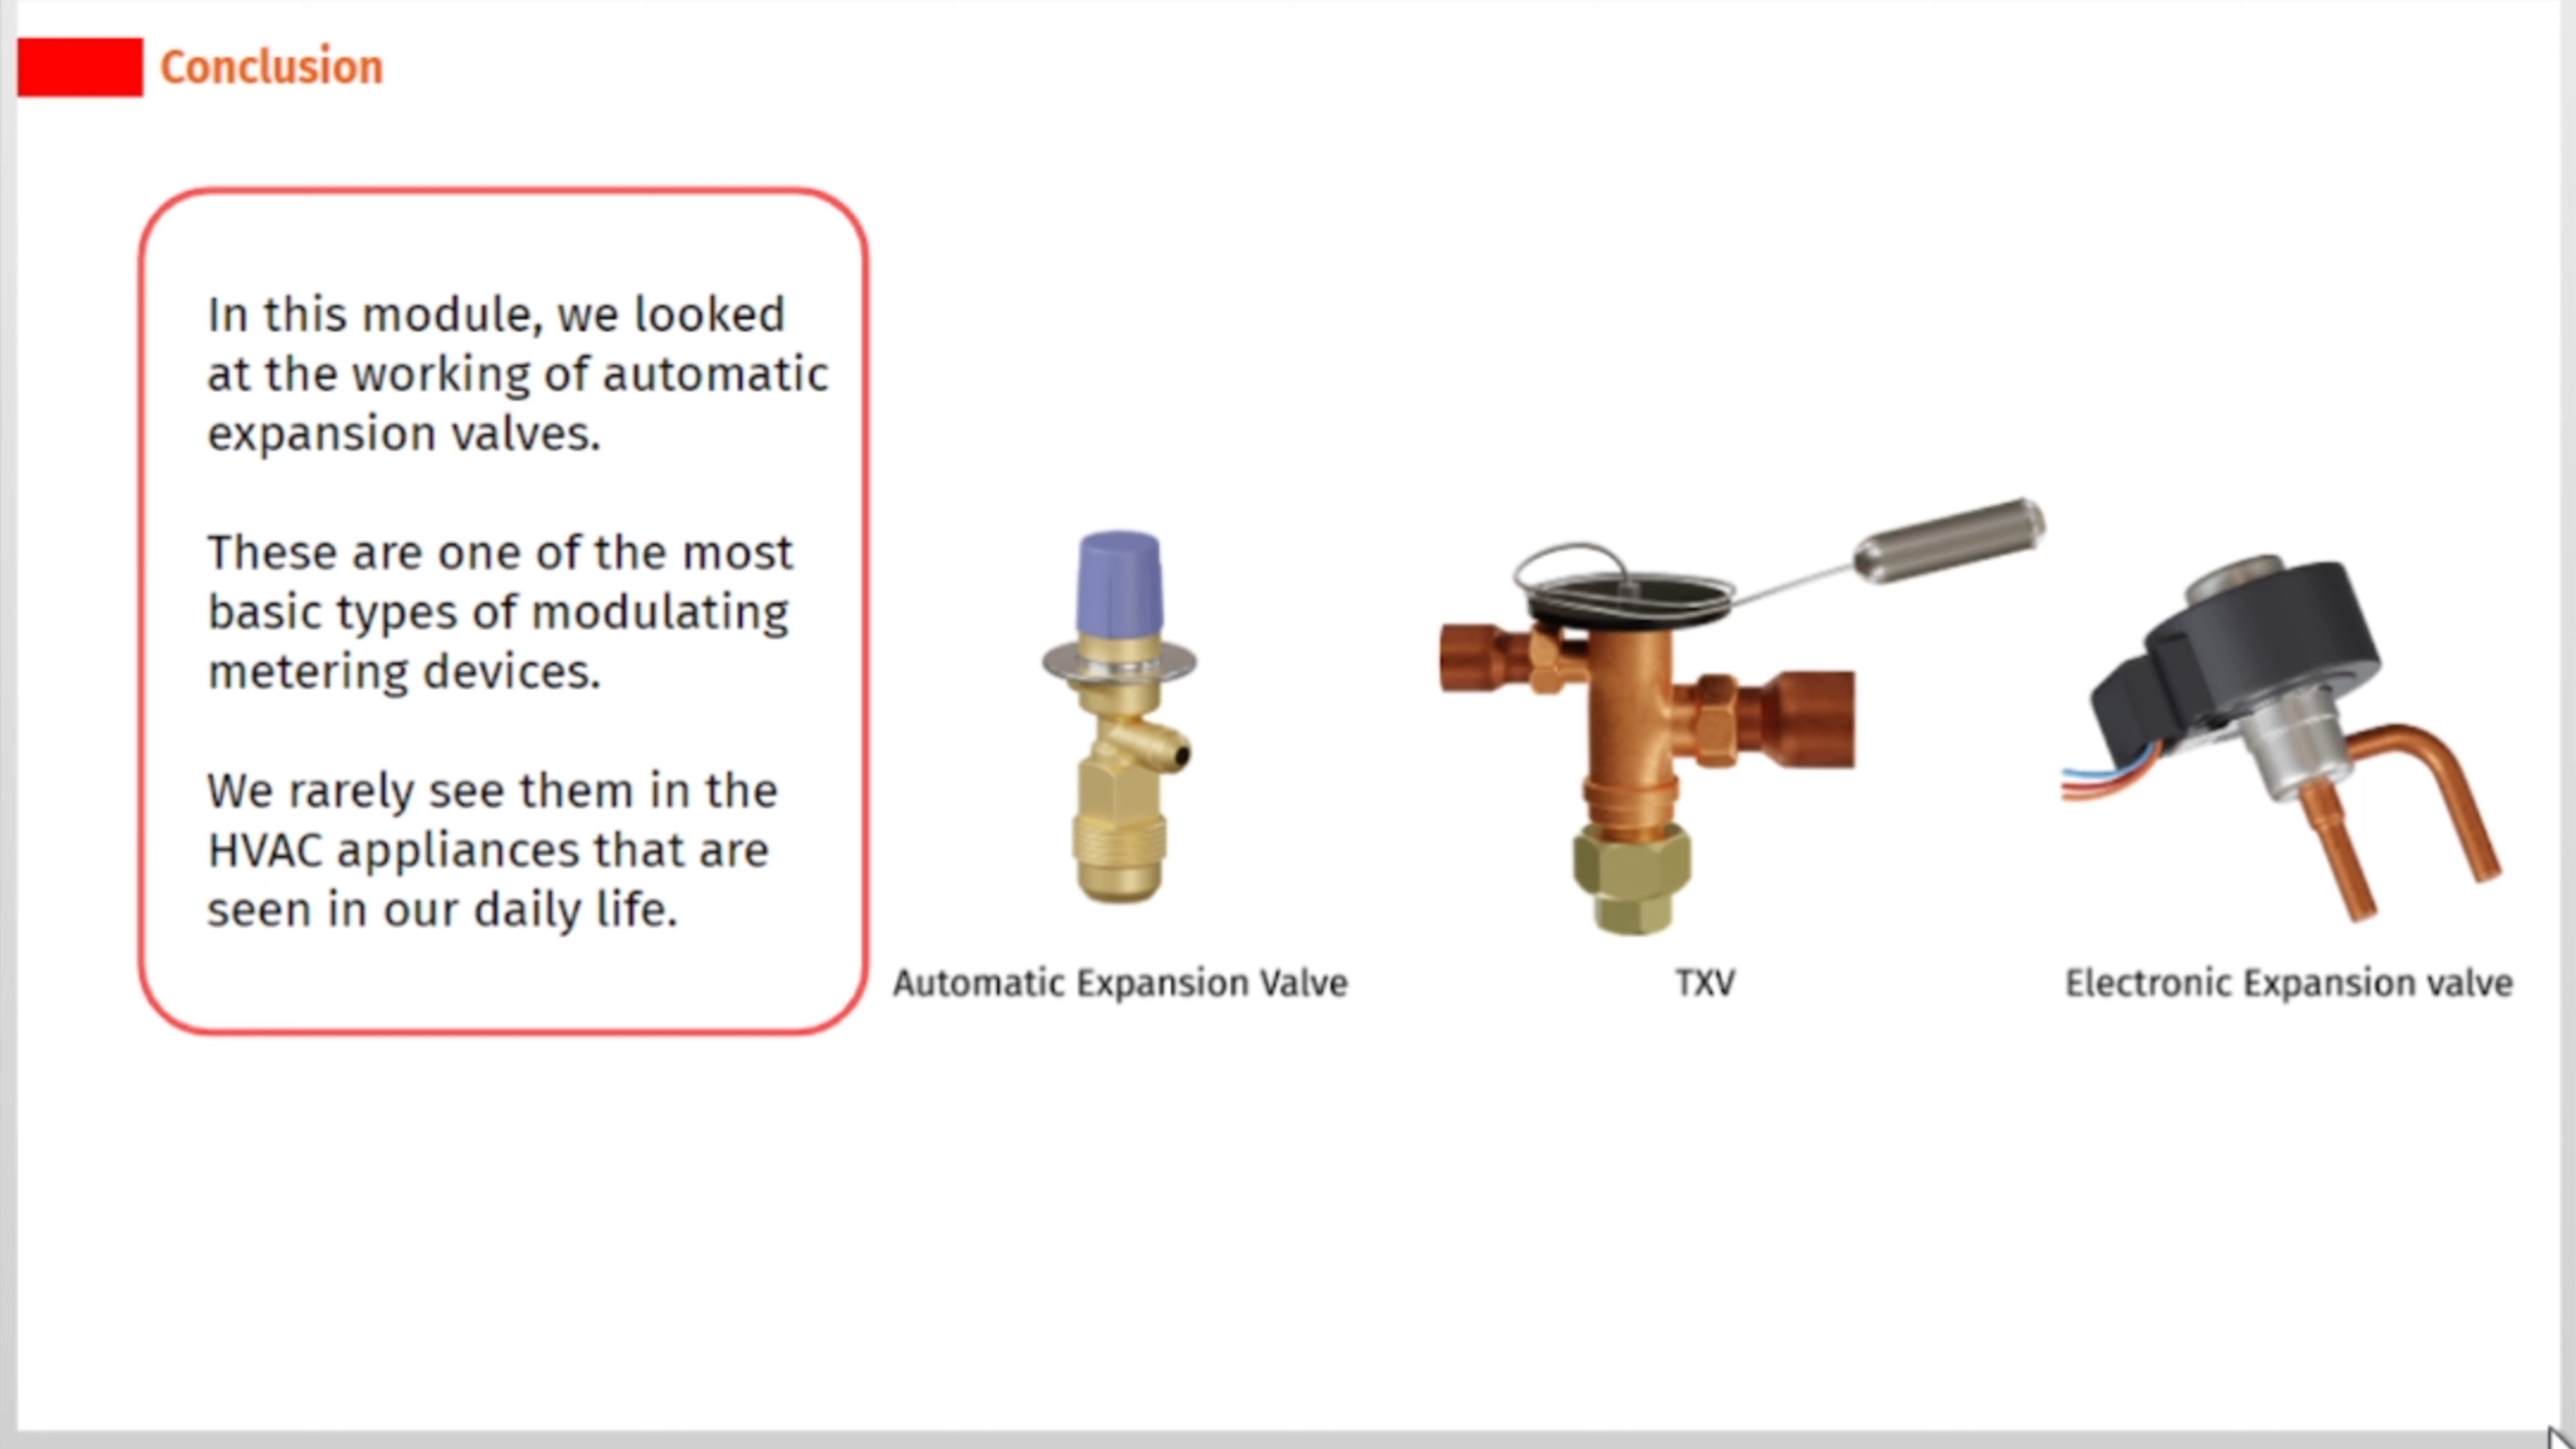 Conclusion
In this module, we looked
at the working of automatic
expansion valves.
These are one of the most
basic types of modulating
metering devices.
We rarely see them in the
HVAC appliances that are
seen in our daily life.
Automatic Expansion Valve
TXV
Electronic Expansion valve